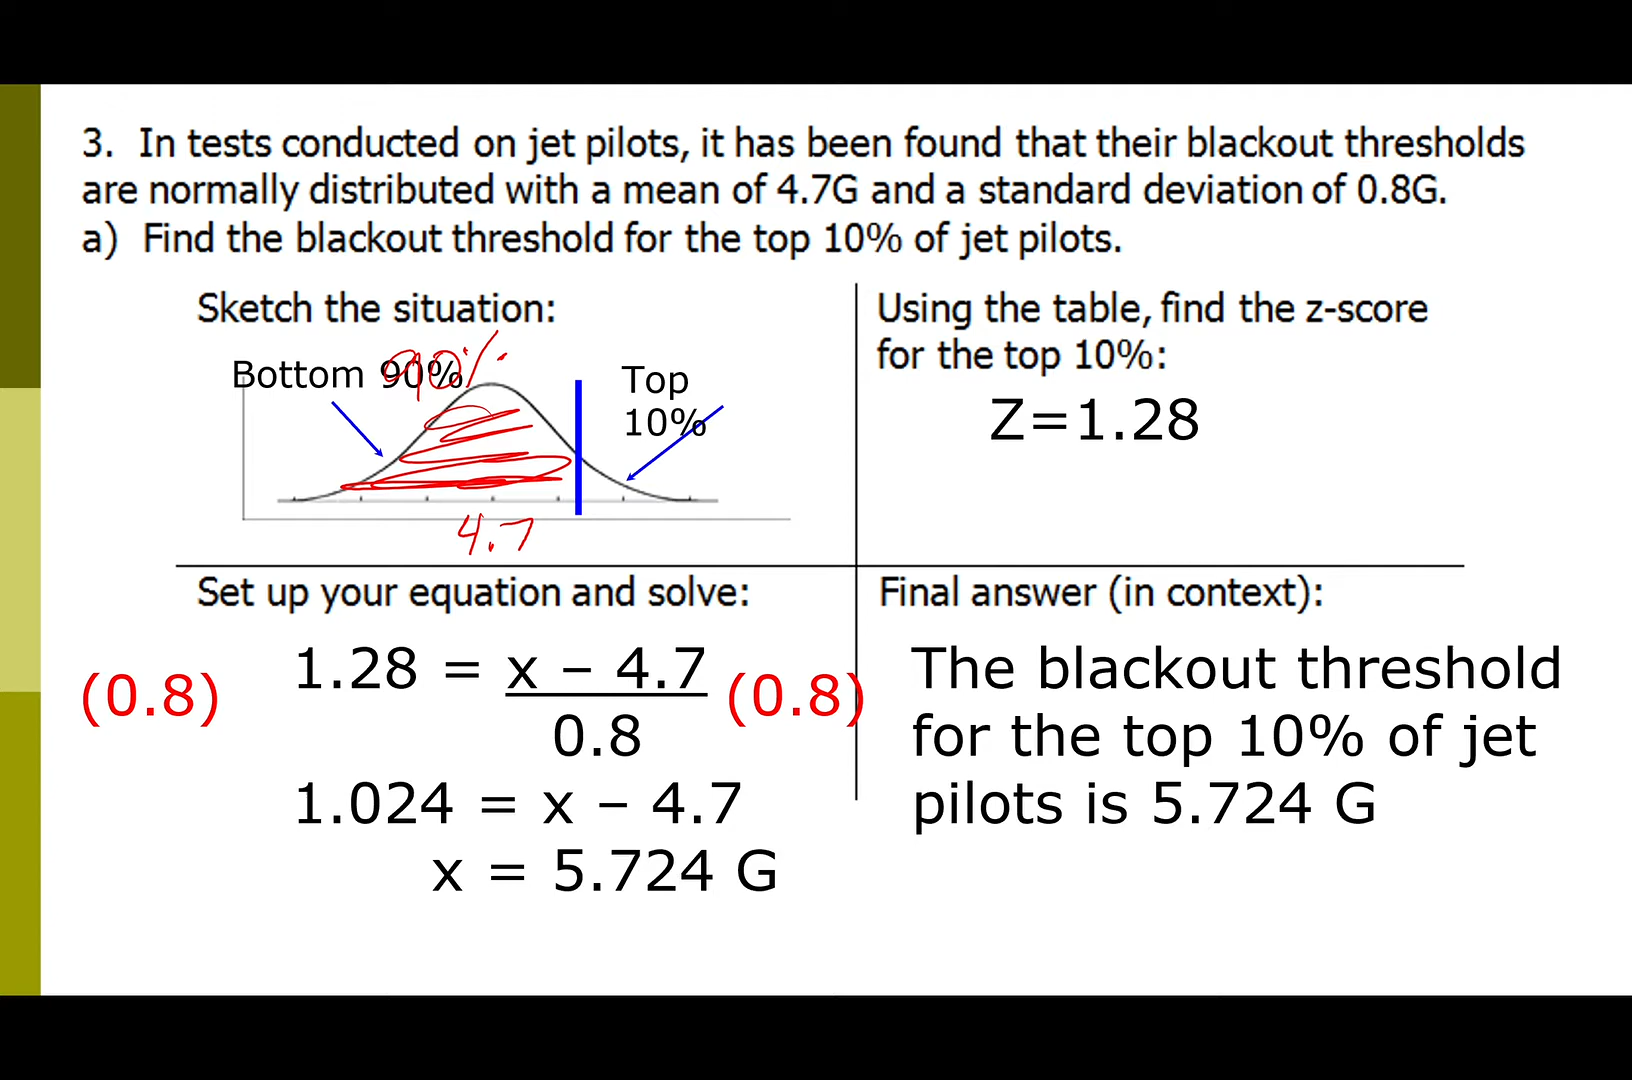 3. In tests conducted on jet pilots, it has been found that their blackout thresholds
are normally distributed with a mean of 4.7G and a standard deviation of 0.8G.
a) Find the blackout threshold for the top 10% of jet pilots.
Sketch the situation:
90%
Bottom 90%
Top
10%
4.7
Using the table, find the z-score
for the top 10%:
Z=1.28
Set up your equation and solve:
(0.8) 1.28 = x – 4.7 (0.8)
0.8
1.024 = x – 4.7
x = 5.724 G
Final answer (in context):
The blackout threshold
for the top 10% of jet
pilots is 5.724 G